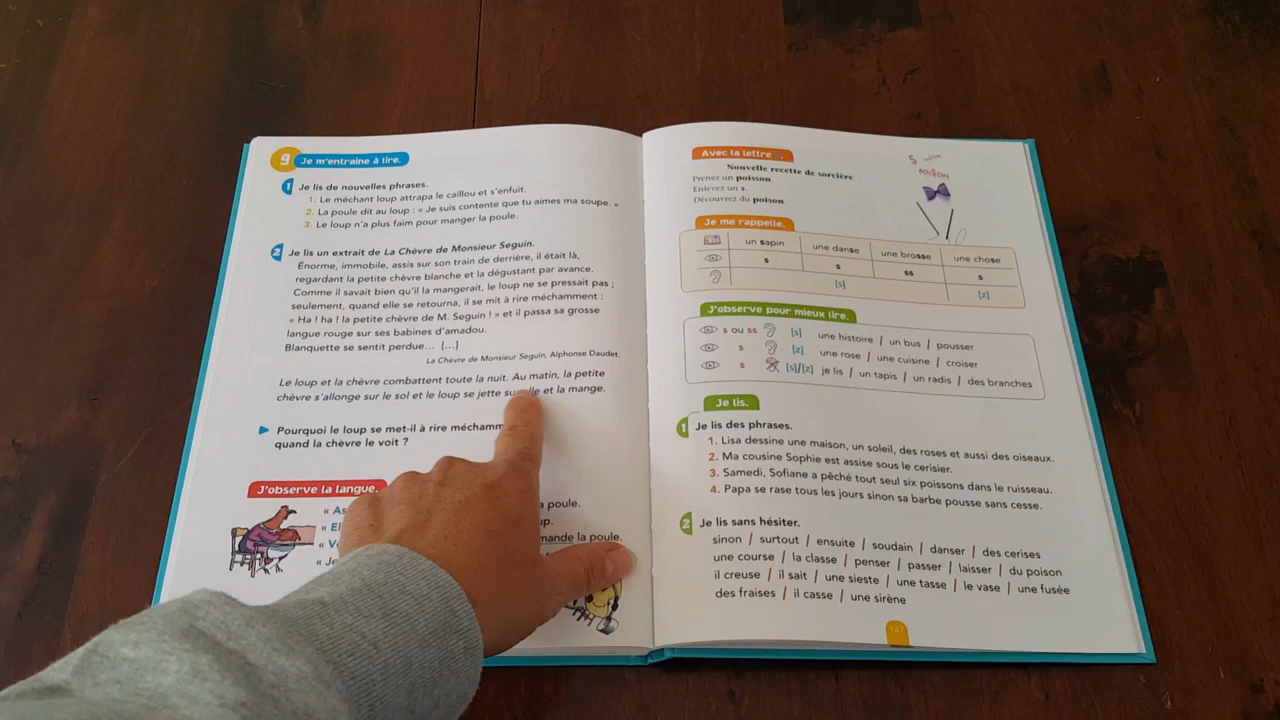 9 Je m'entraine à lire.
1 Je lis de nouvelles phrases.
1. Le méchant loup attrapa le caillou et s'enfuit.
2. La poule dit au loup : « Je suis contente que tu aimes ma soupe. »
3. Le loup n'a plus faim pour manger la poule.
2 Je lis un extrait de La Chèvre de Monsieur Seguin.
Énorme, immobile, assis sur son train de derrière, il était là,
regardant la petite chèvre blanche et la dégustant par avance.
Comme il savait bien qu'il la mangerait, le loup ne se pressait pas ;
seulement, quand elle se retourna, il se mit à rire méchamment :
« Ha ! ha ! la petite chèvre de M. Seguin ! » et il passa sa grosse
langue rouge sur ses babines d'amadou.
Blanquette se sentit perdue... [...]
La Chèvre de Monsieur Seguin, Alphonse Daudet.
Le loup et la chèvre combattent toute la nuit. Au matin, la petite
chèvre s'allonge sur le sol et le loup se jette su elle et la mange.
Pourquoi le loup se met-il à rire mécham
quand la chèvre le voit ?
J'observe la langue.
« As
a poule.
« El
up.
« V
mande la poule.
« Je
Avec la lettre
Nouvelle recette de sorcière
Prenez un poisson.
Enlevez un s.
Découvrez du poison.
S
POISON
Je me rappelle.
un sapin une danse une brosse une chose
s s ss s
[s] [z]
J'observe pour mieux lire.
s ou ss [s] une histoire | un bus | pousser
s [z] une rose | une cuisine | croiser
s [s]/[z] je lis | un tapis | un radis | des branches
Je lis.
1 Je lis des phrases.
1. Lisa dessine une maison, un soleil, des roses et aussi des oiseaux.
2. Ma cousine Sophie est assise sous le cerisier.
3. Samedi, Sofiane a pêché tout seul six poissons dans le ruisseau.
4. Papa se rase tous les jours sinon sa barbe pousse sans cesse.
2 Je lis sans hésiter.
sinon | surtout | ensuite | soudain | danser | des cerises
une course | la classe | penser | passer | laisser | du poison
il creuse | il sait | une sieste | une tasse | le vase | une fusée
des fraises | il casse | une sirène
147